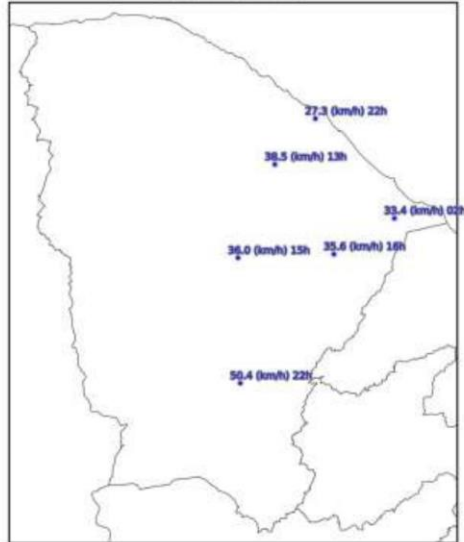 27.3 (km/h) 22h
38.5 (km/h) 13h
33.4 (km/h) 02h
36.0 (km/h) 15h
35.6 (km/h) 16h
50.4 (km/h) 22h